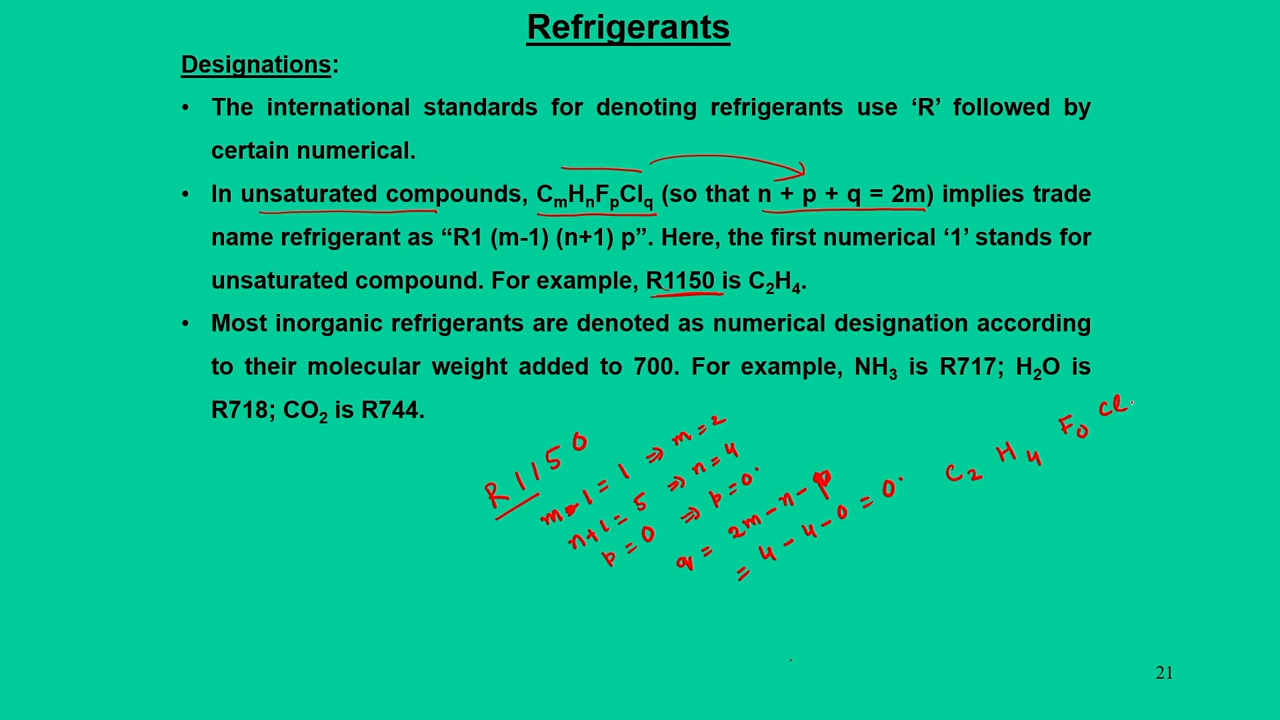 Refrigerants
Designations:
• The international standards for denoting refrigerants use ‘R’ followed by
certain numerical.
• In unsaturated compounds, CmHnFpClq (so that n + p + q = 2m) implies trade
name refrigerant as “R1 (m-1) (n+1) p”. Here, the first numerical ‘1’ stands for
unsaturated compound. For example, R1150 is C₂H₄.
• Most inorganic refrigerants are denoted as numerical designation according
to their molecular weight added to 700. For example, NH₃ is R717; H₂O is
R718; CO₂ is R744.
R1150
m-1 = 1 ⇒ m = 2
n+1 = 5 ⇒ n = 4
p = 0 ⇒ p = 0.
q = 2m - n - p
= 4 - 4 - 0 = 0.
C₂ H₄ F₀ Cl
21